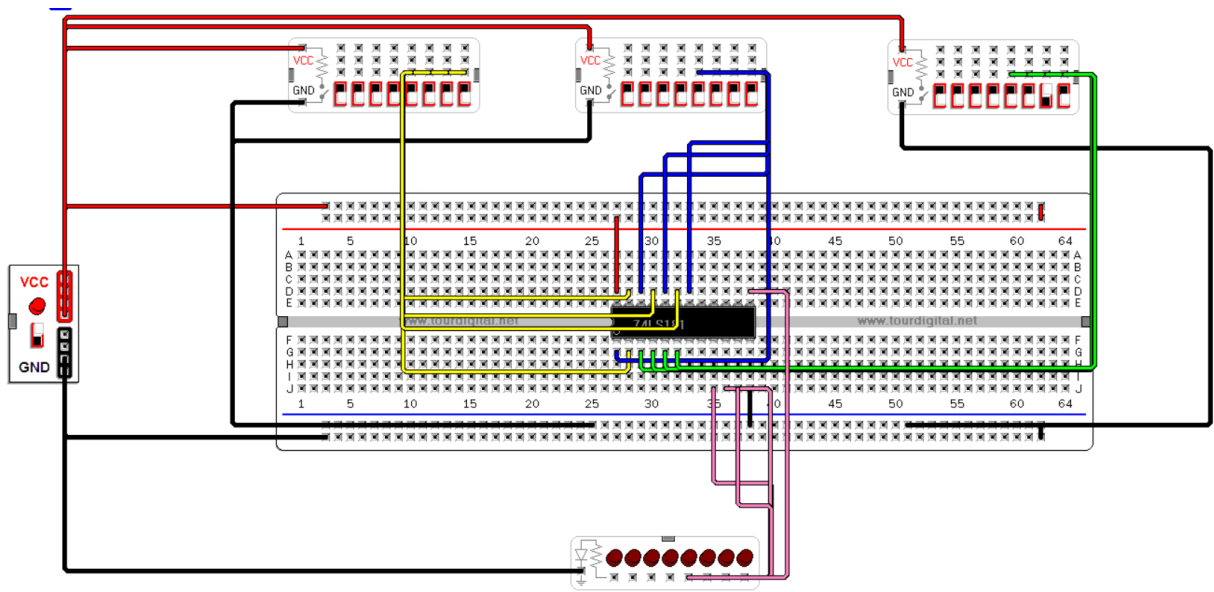 VCC
VCC
VCC
GND
GND
GND
1 5 10 15 20 25 30 35 40 45 50 55 60 64
A A
B B
C C
D D
E E
VCC
www.tourdigital.net 74LS181 www.tourdigital.net
F F
G G
H H
I I
J J
GND
1 5 10 15 20 25 30 35 40 45 50 55 60 64